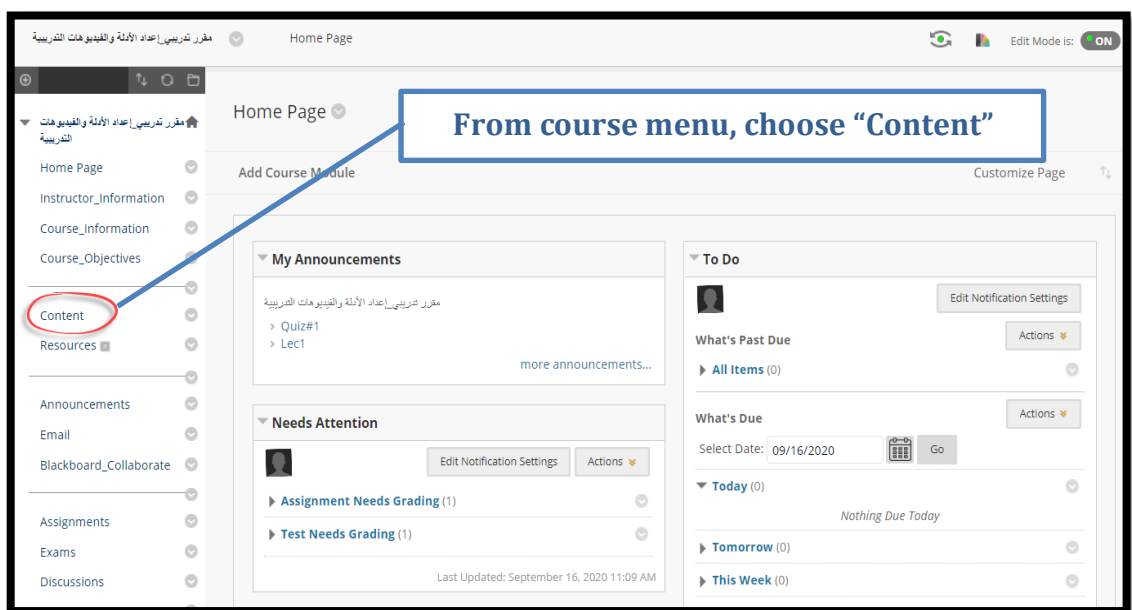 مقرر تدريبي_إعداد الأدلة والفيديوهات التدريبية
Home Page
Edit Mode is:
ON
مقرر تدريبي_إعداد الأدلة والفيديوهات
التدريبية
Home Page
Instructor_Information
Course_Information
Course_Objectives
Content
Resources
Announcements
Email
Blackboard_Collaborate
Assignments
Exams
Discussions
Home Page
From course menu, choose “Content”
Add Course Module
Customize Page
My Announcements
مقرر تدريبي_إعداد الأدلة والفيديوهات التدريبية
Quiz#1
Lec1
more announcements...
Needs Attention
Edit Notification Settings
Actions
Assignment Needs Grading (1)
Test Needs Grading (1)
Last Updated: September 16, 2020 11:09 AM
To Do
Edit Notification Settings
What's Past Due
Actions
All Items (0)
What's Due
Actions
Select Date: 09/16/2020
Go
Today (0)
Nothing Due Today
Tomorrow (0)
This Week (0)